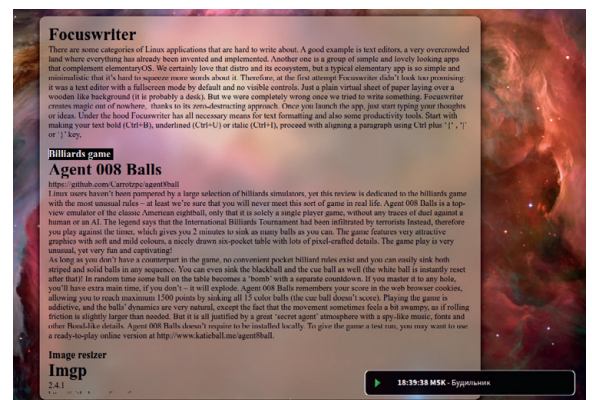 Focuswriter
There are some categories of Linux applications that are hard to write about. A good example is text editors, a very overcrowded
land where everything has already been invented and implemented. Another one is a group of simple and lovely looking apps
that complement elementaryOS. We certainly love that distro and its ecosystem, but a typical elementary app is so simple and
minimalistic that it's hard to squeeze more words about it. Therefore, at the first attempt Focuswriter didn't look too promising:
it was a text editor with a fullscreen mode by default and no visible controls. Just a plain virtual sheet of paper laying over a
wooden-like background (it is probably a desk). But we were completely wrong once we tried to write something. Focuswriter
creates magic out of nowhere, thanks to its zero-destracting approach. Once you launch the app, just start typing your thoughts
or ideas. Under the hood Focuswriter has all necessary means for text formatting and also some productivity tools. Start with
making your text bold (Ctrl+B), underlined (Ctrl+U) or italic (Ctrl+I), proceed with aligning a paragraph using Ctrl plus '{' , '|'
or '}' key,
Billiards game
Agent 008 Balls
https://github.com/Carrotzpc/agent8ball
Linux users haven't been pampered by a large selection of billiards simulators, yet this review is dedicated to the billiards game
with the most unusual rules – at least we're sure that you will never meet this sort of game in real life. Agent 008 Balls is a top-
view emulator of the classic American eightball, only that it is solely a single player game, without any traces of duel against a
human or an AI. The legend says that the International Billiards Tournament had been infiltrated by terrorists Instead, therefore
you play against the timer, which gives you 2 minutes to sink as many balls as you can. The game features very attractive
graphics with soft and mild colours, a nicely drawn six-pocket table with lots of pixel-crafted details. The game play is very
unusual, yet very fun and captivating!
As long as you don't have a counterpart in the game, no convenient pocket billiard rules exist and you can easily sink both
striped and solid balls in any sequence. You can even sink the blackball and the cue ball as well (the white ball is instantly reset
after that)! In random time some ball on the table becomes a 'bomb' with a separate countdown. If you master it to any hole,
you'll have extra main time, if you don't – it will explode. Agent 008 Balls remembers your score in the web browser cookies,
allowing you to reach maximum 1500 points by sinking all 15 color balls (the cue ball doesn't score). Playing the game is
addictive, and the balls' dynamics are very natural, except the fact that the movement sometimes feels a bit swampy, as if rolling
friction is slightly larger than needed. But it is all justified by a great 'secret agent' atmosphere with a spy-like music, fonts and
other Bond-like details. Agent 008 Balls doesn't require to be installed locally. To give the game a test run, you may want to use
a ready-to-play online version at http://www.katieball.me/agent8ball.
Image resizer
Imgp
2.4.1
18:39:38 MSK - Будильник